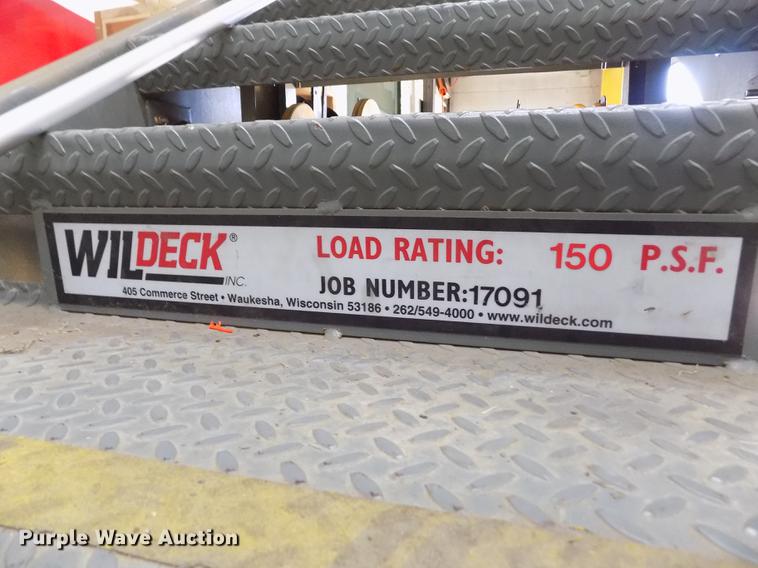 WILDECK® INC.
LOAD RATING: 150 P.S.F.
JOB NUMBER:17091
405 Commerce Street • Waukesha, Wisconsin 53186 • 262/549-4000 • www.wildeck.com
Purple Wave Auction